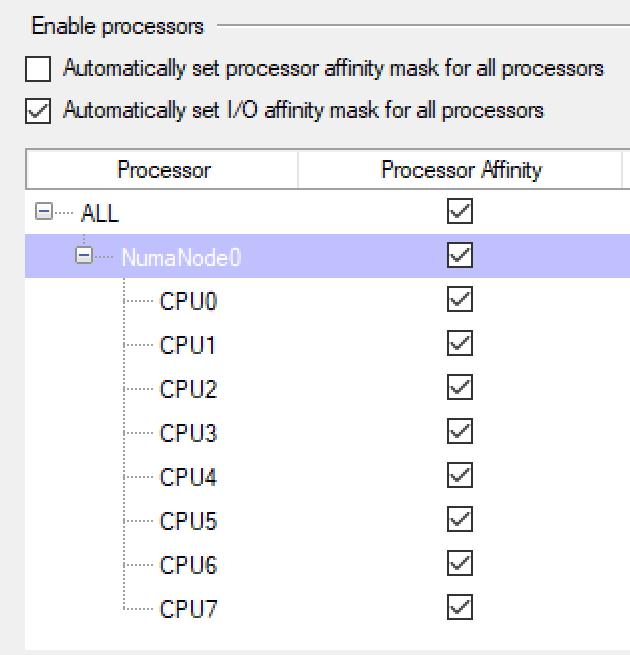 Enable processors
Automatically set processor affinity mask for all processors
Automatically set I/O affinity mask for all processors
Processor Processor Affinity
ALL
NumaNode0
CPU0
CPU1
CPU2
CPU3
CPU4
CPU5
CPU6
CPU7